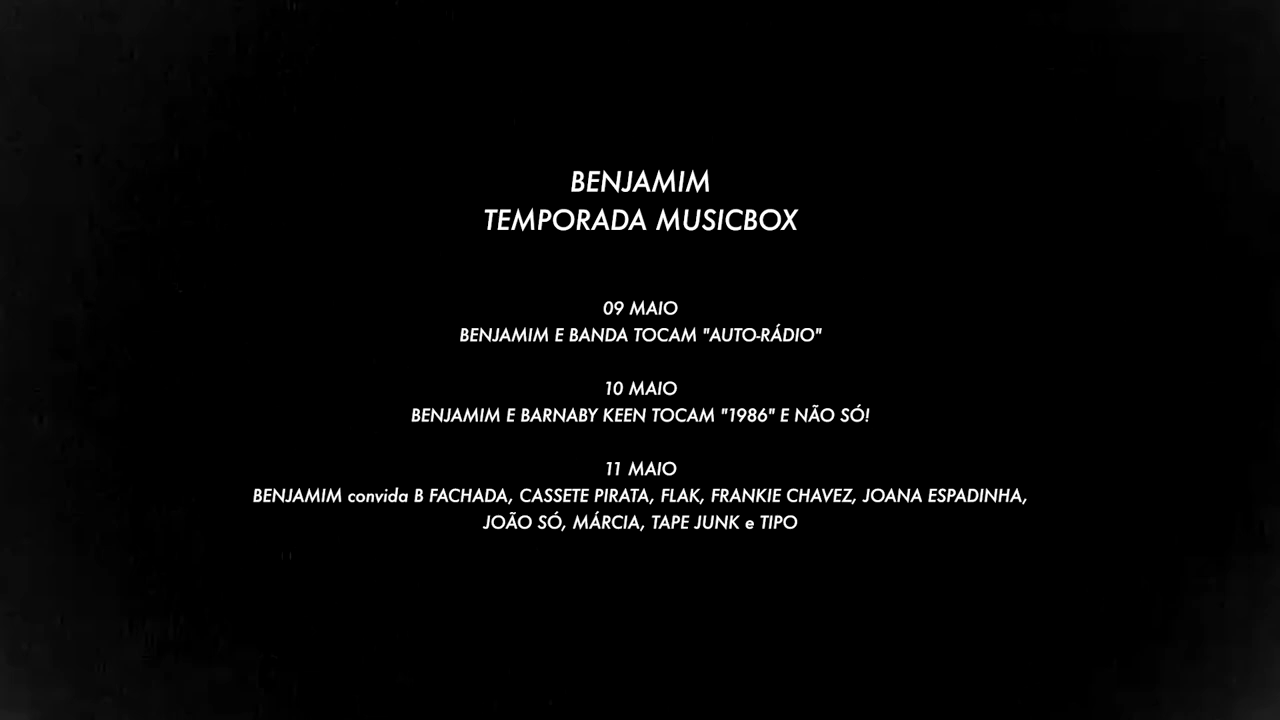 BENJAMIM
TEMPORADA MUSICBOX
09 MAIO
BENJAMIM E BANDA TOCAM "AUTO-RÁDIO"
10 MAIO
BENJAMIM E BARNABY KEEN TOCAM "1986" E NÃO SÓ!
11 MAIO
BENJAMIM convida B FACHADA, CASSETE PIRATA, FLAK, FRANKIE CHAVEZ, JOANA ESPADINHA,
JOÃO SÓ, MÁRCIA, TAPE JUNK e TIPO